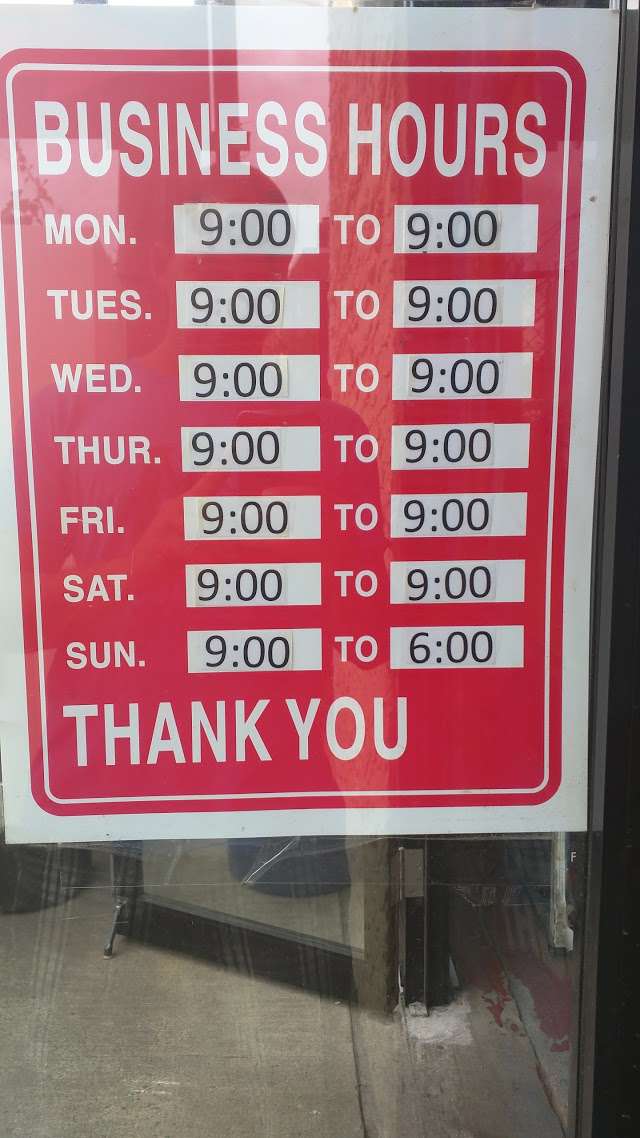 BUSINESS HOURS
MON. 9:00 TO 9:00
TUES. 9:00 TO 9:00
WED. 9:00 TO 9:00
THUR. 9:00 TO 9:00
FRI. 9:00 TO 9:00
SAT. 9:00 TO 9:00
SUN. 9:00 TO 6:00
THANK YOU
F